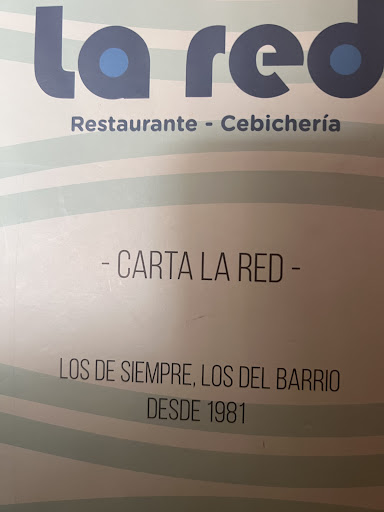 la red
Restaurante - Cebichería
- CARTA LA RED -
LOS DE SIEMPRE, LOS DEL BARRIO
DESDE 1981